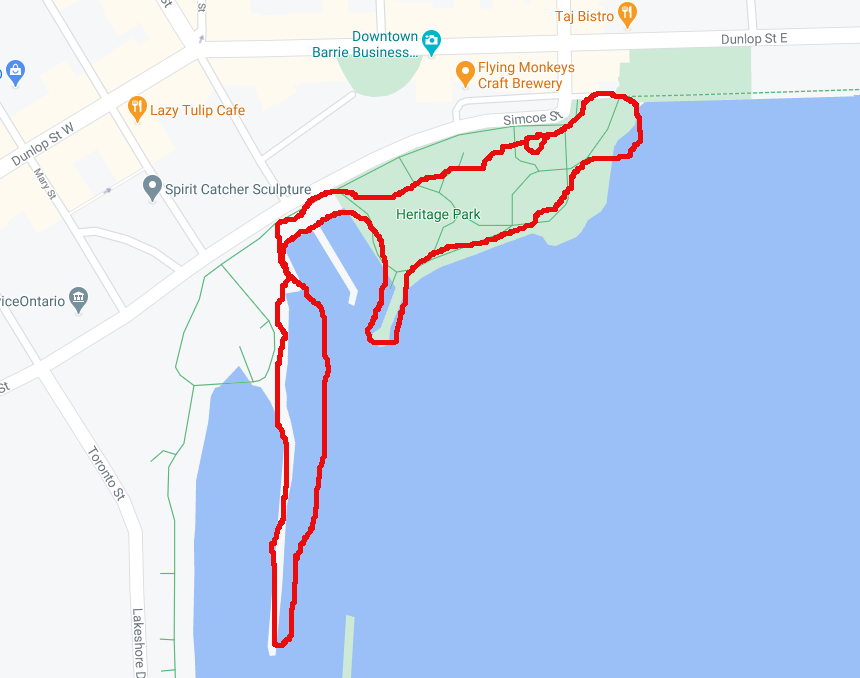 St
St
Taj Bistro
Downtown
Barrie Business...
Dunlop St E
Flying Monkeys
Craft Brewery
Lazy Tulip Cafe
Simcoe St
Dunlop St W
Mary St
Spirit Catcher Sculpture
Heritage Park
viceOntario
St
Toronto St
Lakeshore D